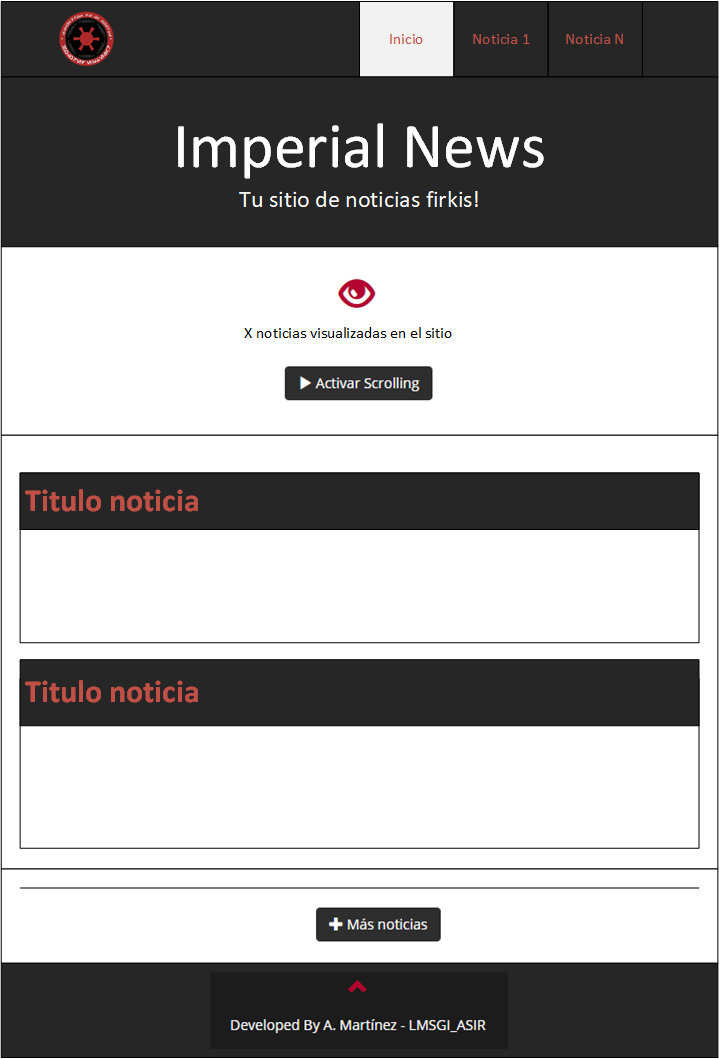 Inicio
Noticia 1
Noticia N
Imperial News
Tu sitio de noticias firkis!
X noticias visualizadas en el sitio
Activar Scrolling
Titulo noticia
Titulo noticia
Más noticias
Developed By A. Martínez - LMSGI_ASIR